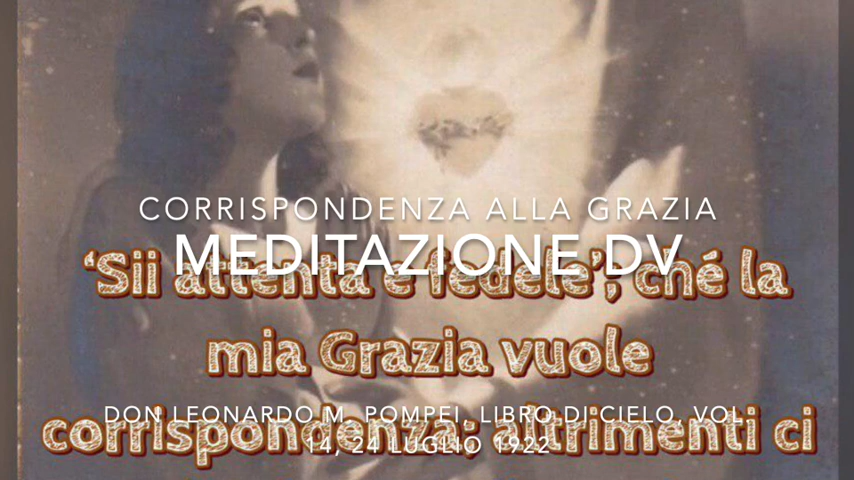 CORRISPONDENZA ALLA GRAZIA
MEDITAZIONE DV
‘Sii attenta e fedele’, ché la
mia Grazia vuole
DON LEONARDO M. POMPEI, LIBRO DI CIELO, VOL.
corrispondenza; altrimenti ci
14, 24 LUGLIO 1922